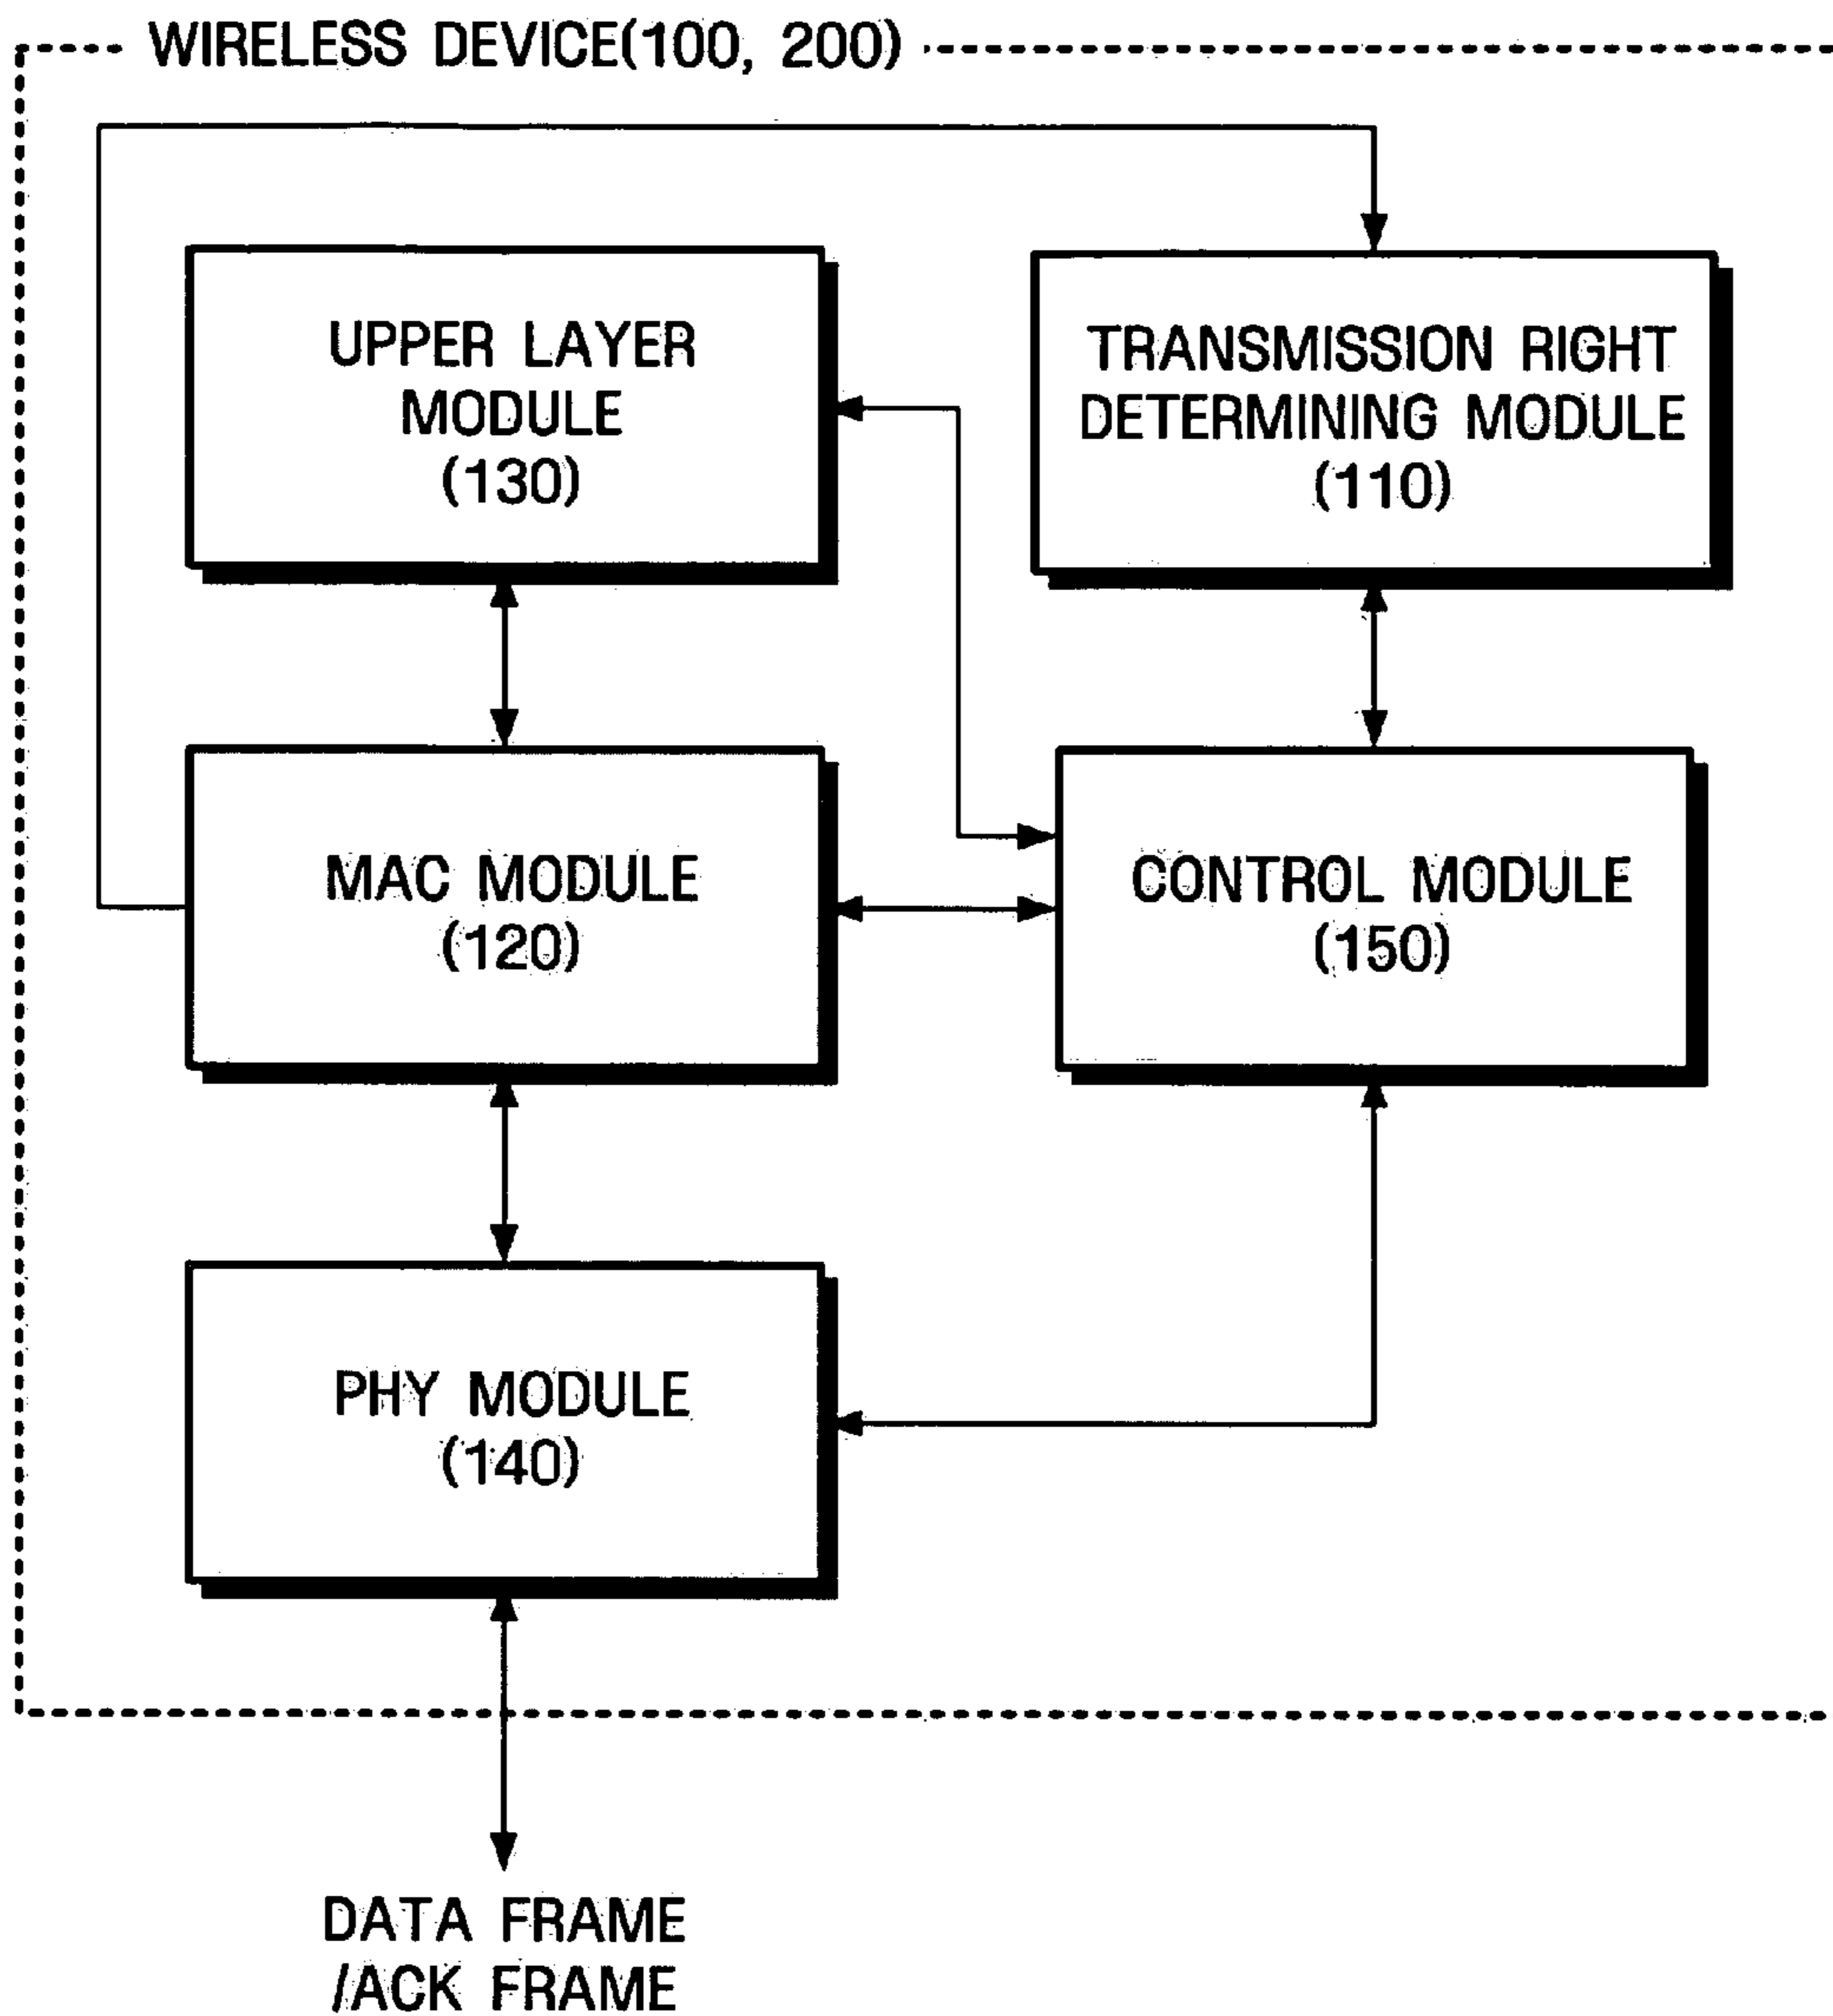 WIRELESS DEVICE(100, 200)
UPPER LAYER
MODULE
(130)
TRANSMISSION RIGHT
DETERMINING MODULE
(110)
MAC MODULE
(120)
CONTROL MODULE
(150)
PHY MODULE
(140)
DATA FRAME
/ACK FRAME